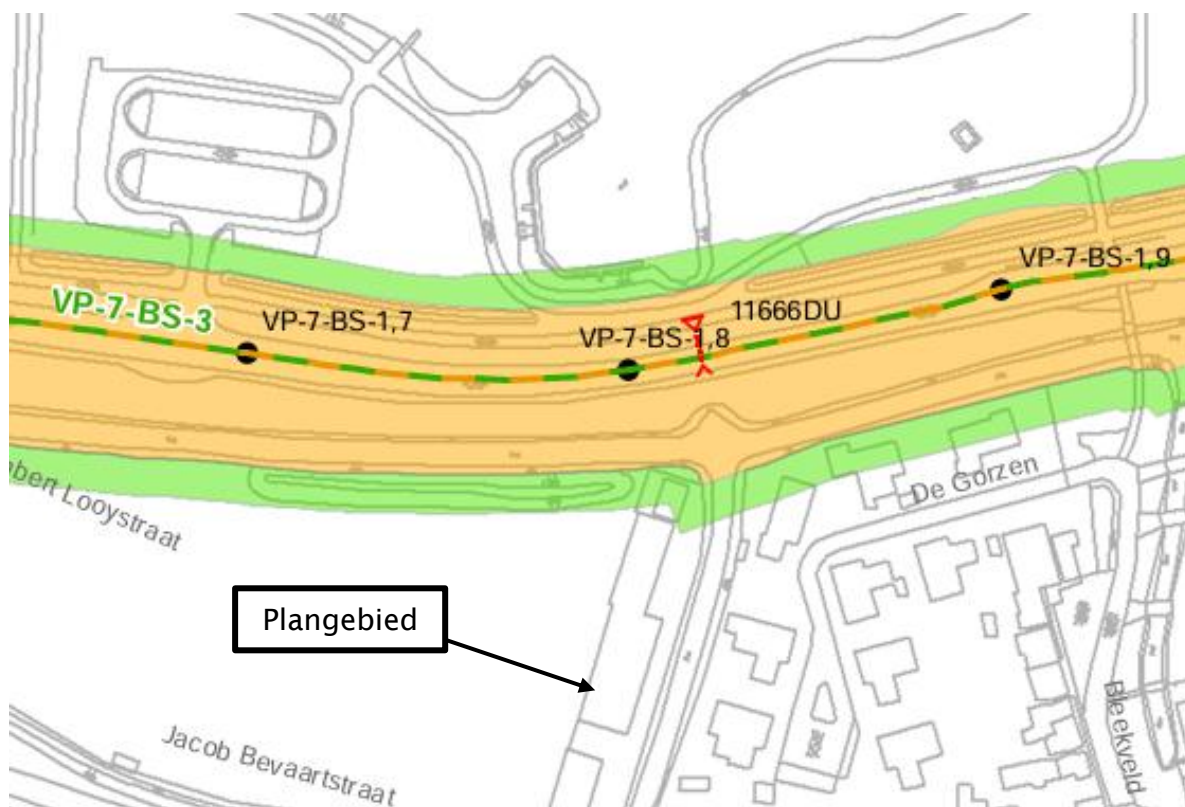 VP-7-BS-1,9
VP-7-BS-3
VP-7-BS-1,7
11666DU
VP-7-BS-1,8
De Gorzen
Looystraat
Plangebied
Bleekveld
Jacob Bevaartstraat